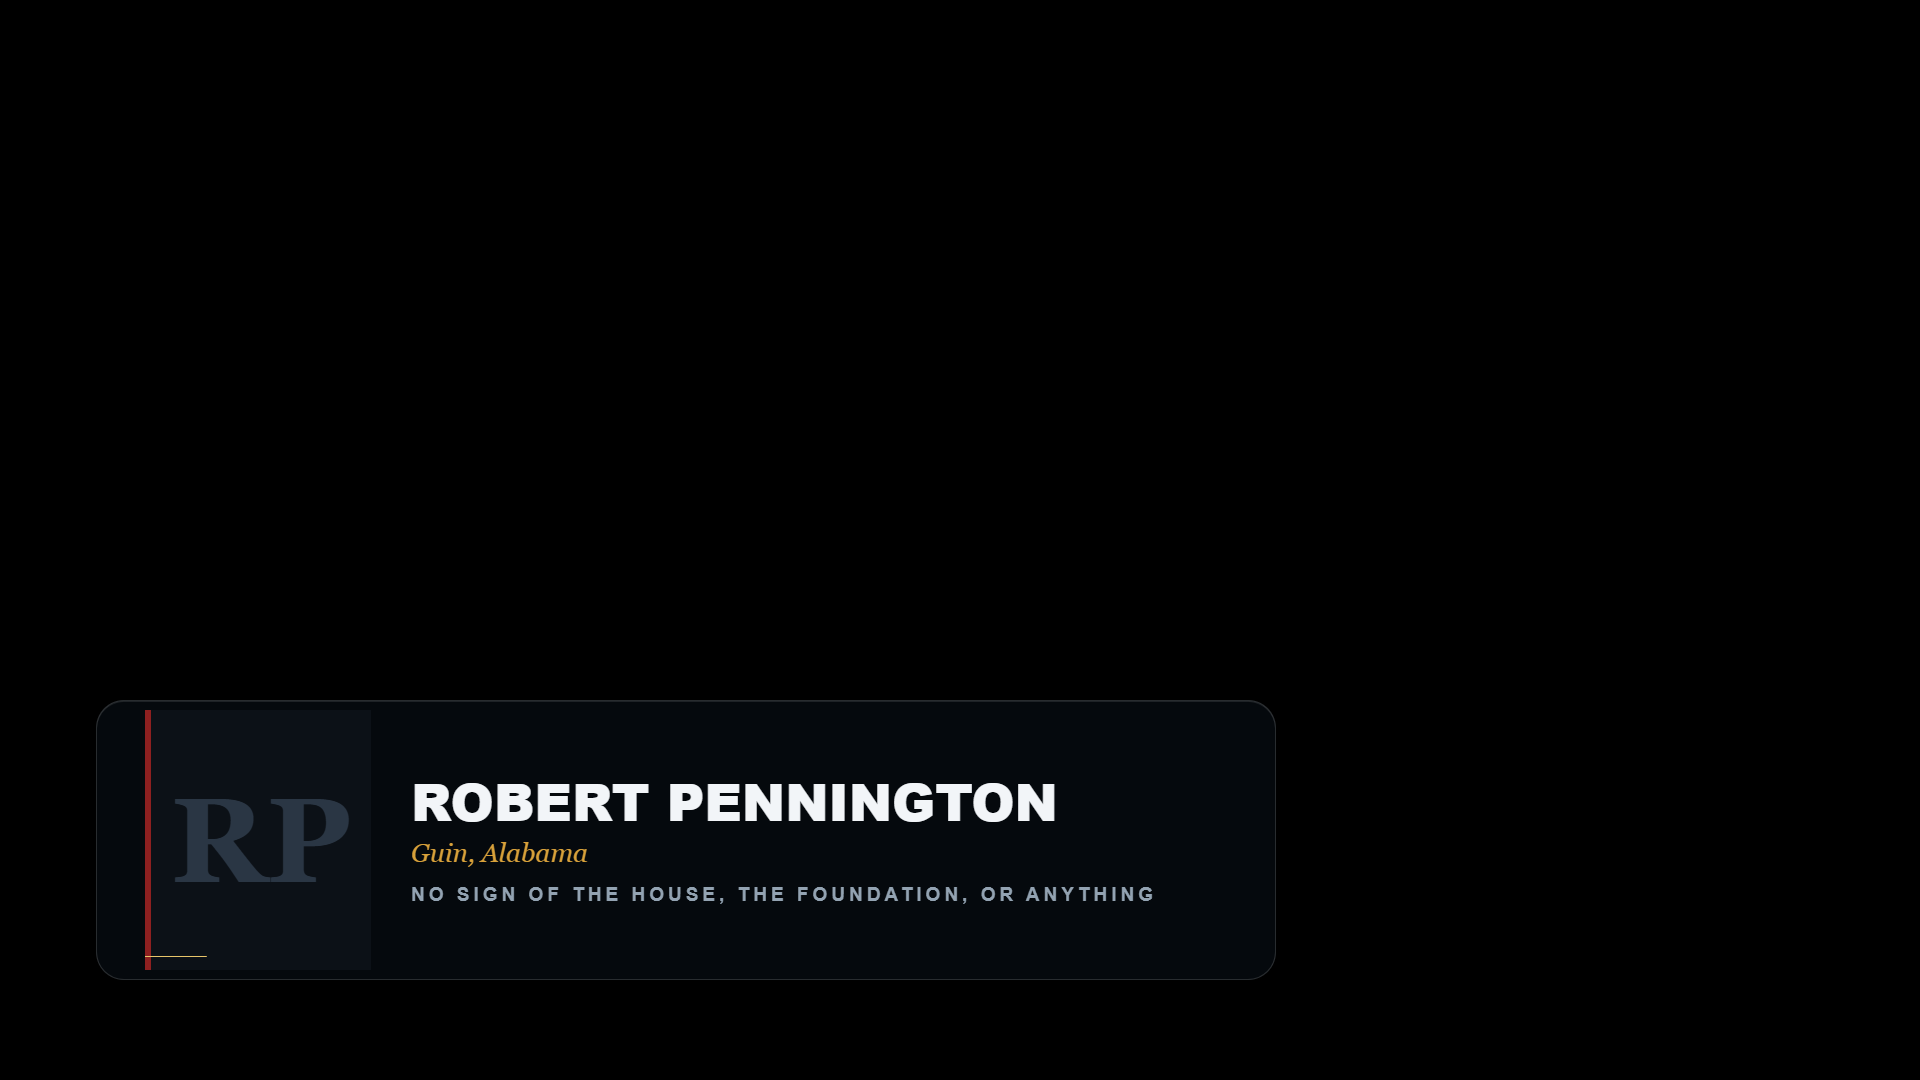 RP
ROBERT PENNINGTON
Guin, Alabama
NO SIGN OF THE HOUSE, THE FOUNDATION, OR ANYTHING